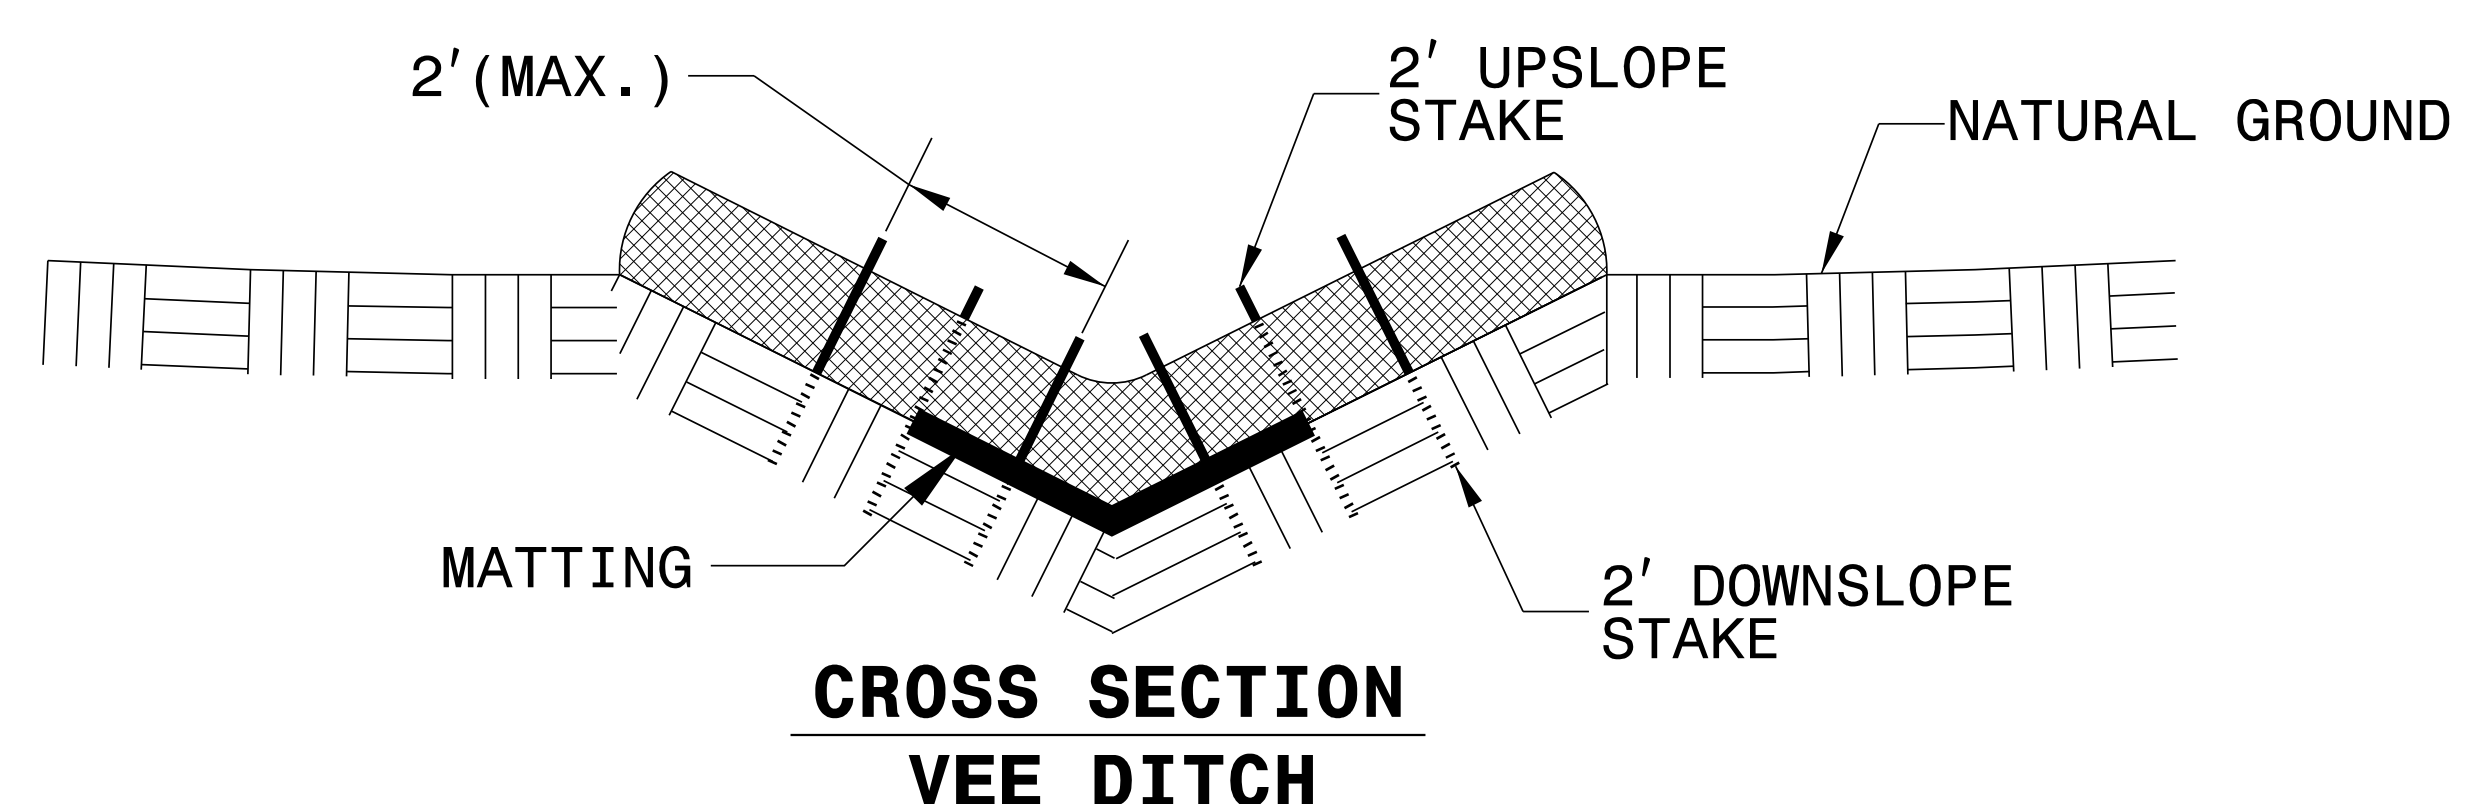 2'(MAX.)
2' UPSLOPE
STAKE
NATURAL GROUND
MATTING
2' DOWNSLOPE
STAKE
CROSS SECTION
VEE DITCH